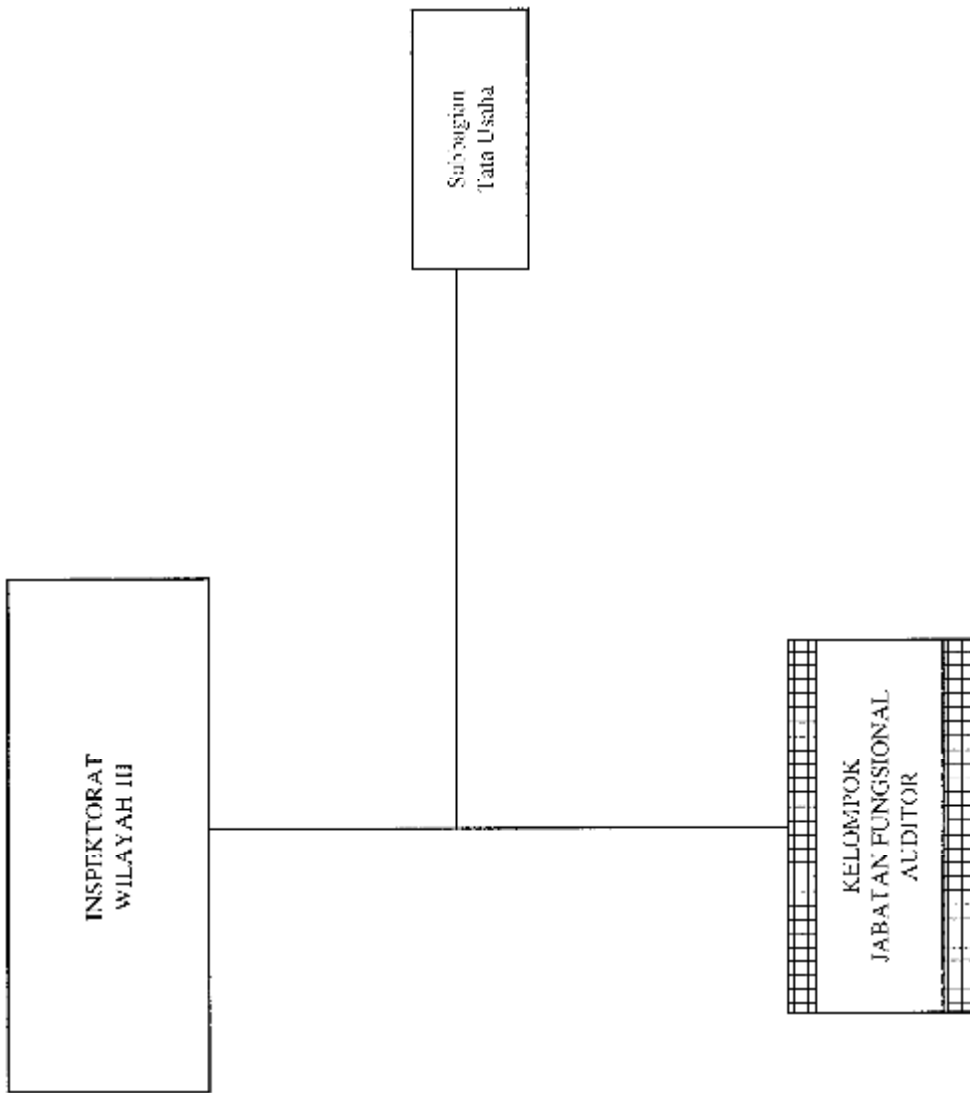 INSPEKTORAT
WILAYAH III
Subbagian
Tata Usaha
KELOMPOK
JABATAN FUNGSIONAL
AUDITOR